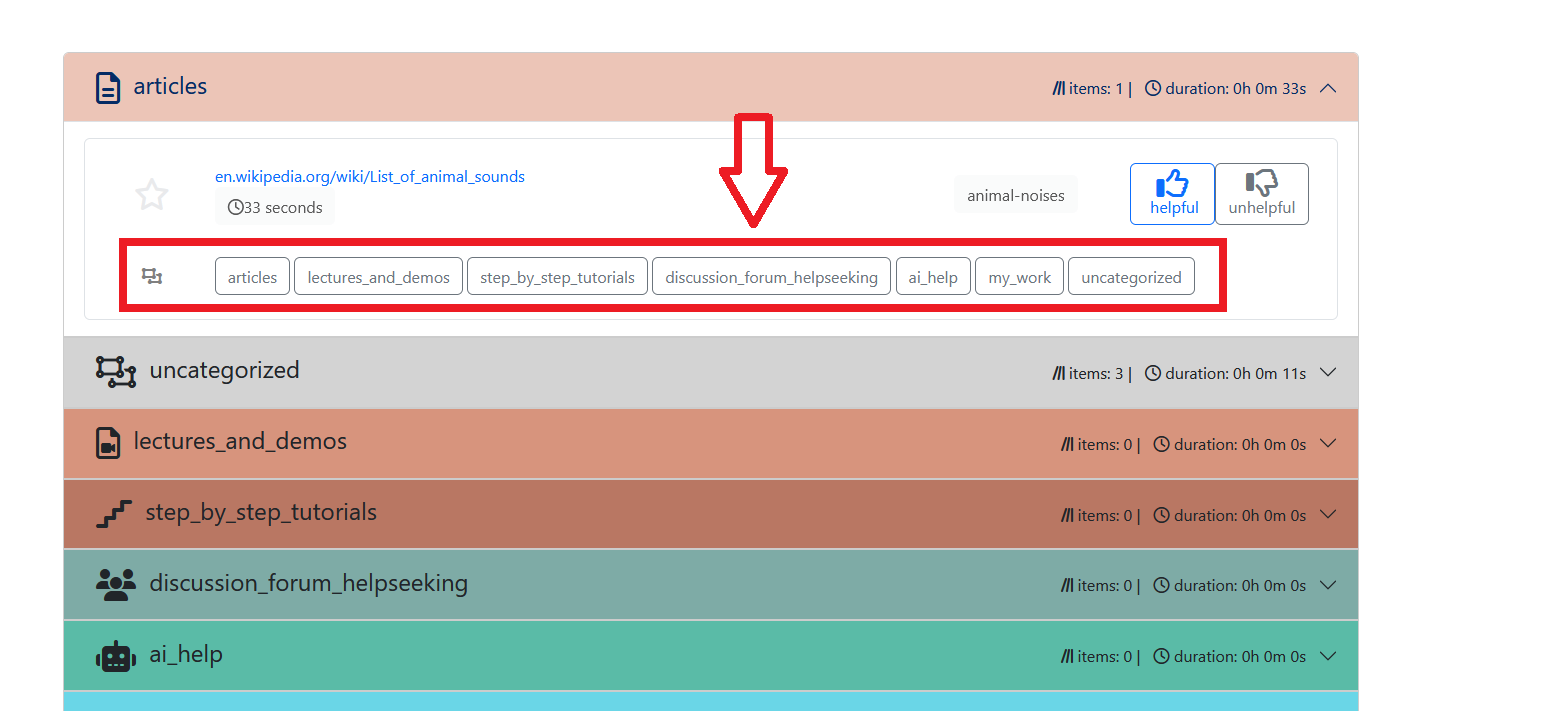 articles
items: 1 | duration: 0h 0m 33s
en.wikipedia.org/wiki/List_of_animal_sounds
33 seconds
animal-noises
helpful
unhelpful
articles lectures_and_demos step_by_step_tutorials discussion_forum_helpseeking ai_help my_work uncategorized
uncategorized
items: 3 | duration: 0h 0m 11s
lectures_and_demos
items: 0 | duration: 0h 0m 0s
step_by_step_tutorials
items: 0 | duration: 0h 0m 0s
discussion_forum_helpseeking
items: 0 | duration: 0h 0m 0s
ai_help
items: 0 | duration: 0h 0m 0s